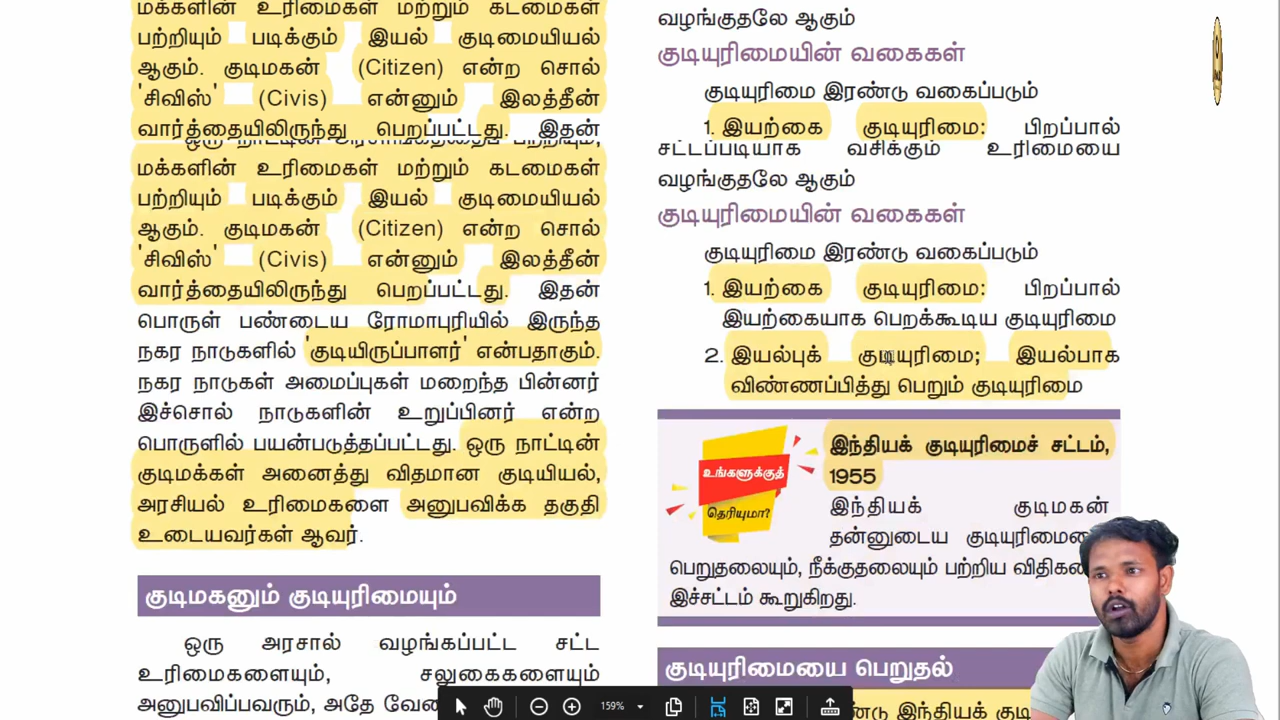 மக்களின் உரிமைகள் மற்றும் கடமைகள்
பற்றியும் படிக்கும் இயல் குடிமையியல்
ஆகும். குடிமகன் (Citizen) என்ற சொல்
'சிவிஸ்' (Civis) என்னும் இலத்தீன்
வார்த்தையிலிருந்து பெறப்பட்டது. இதன்
மக்களின் உரிமைகள் மற்றும் கடமைகள்
பற்றியும் படிக்கும் இயல் குடிமையியல்
ஆகும். குடிமகன் (Citizen) என்ற சொல்
'சிவிஸ்' (Civis) என்னும் இலத்தீன்
வார்த்தையிலிருந்து பெறப்பட்டது. இதன்
பொருள் பண்டைய ரோமாபுரியில் இருந்த
நகர நாடுகளில் 'குடியிருப்பாளர்' என்பதாகும்.
நகர நாடுகள் அமைப்புகள் மறைந்த பின்னர்
இச்சொல் நாடுகளின் உறுப்பினர் என்ற
பொருளில் பயன்படுத்தப்பட்டது. ஒரு நாட்டின்
குடிமக்கள் அனைத்து விதமான குடியியல்,
அரசியல் உரிமைகளை அனுபவிக்க தகுதி
உடையவர்கள் ஆவர்.
குடிமகனும் குடியுரிமையும்
ஒரு அரசால் வழங்கப்பட்ட சட்ட
உரிமைகளையும், சலுகைகளையும்
அனுபவிப்பவரும், அதே
வழங்குதலே ஆகும்
குடியுரிமையின் வகைகள்
குடியுரிமை இரண்டு வகைப்படும்
1. இயற்கை குடியுரிமை: பிறப்பால்
சட்டப்படியாக வசிக்கும் உரிமையை
வழங்குதலே ஆகும்
குடியுரிமையின் வகைகள்
குடியுரிமை இரண்டு வகைப்படும்
1. இயற்கை குடியுரிமை: பிறப்பால்
இயற்கையாக பெறக்கூடிய குடியுரிமை
2. இயல்புக் குடியுரிமை; இயல்பாக
விண்ணப்பித்து பெறும் குடியுரிமை
உங்களுக்குத்
தெரியுமா?
இந்தியக் குடியுரிமைச் சட்டம்,
1955
இந்தியக் குடிமகன்
தன்னுடைய
பெறுதலையும், நீக்குதலையும் பற்றிய
இச்சட்டம் கூறுகிறது.
குடியுரிமையை பெறுதல்
இந்தியக்
159%